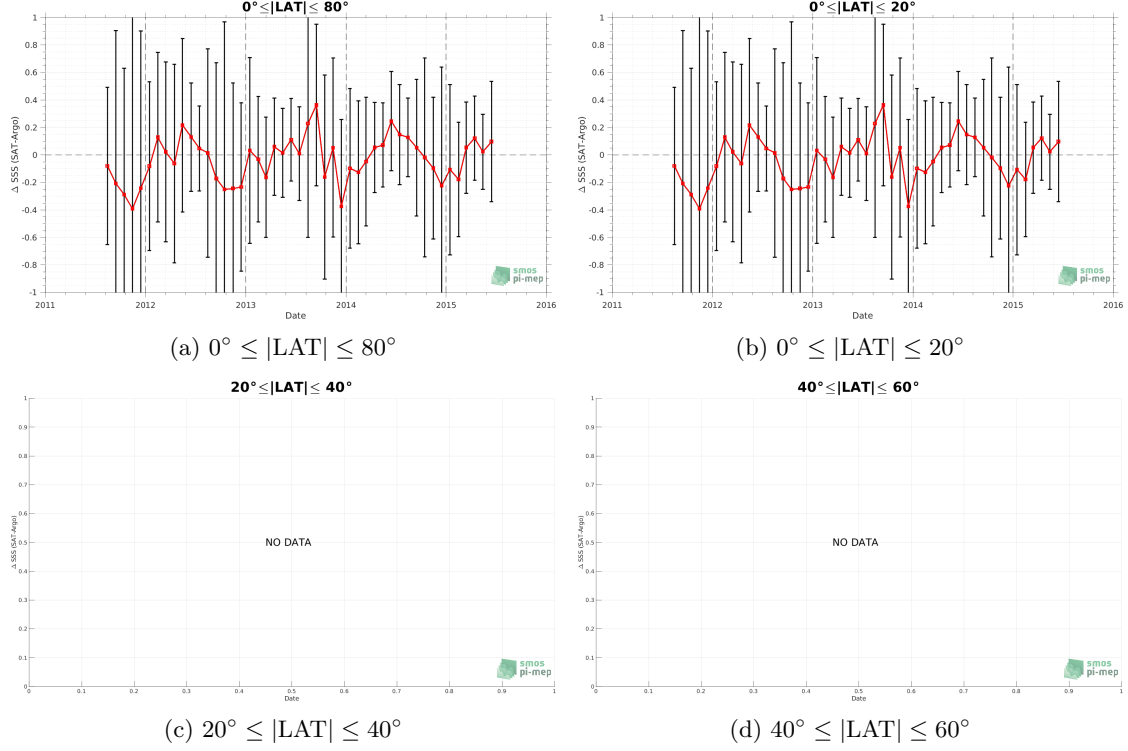 0°≤|LAT|≤ 80°
Δ SSS (SAT-Argo)
1
0.8
0.6
0.4
0.2
0
-0.2
-0.4
-0.6
-0.8
-1
2011 2012 2013 2014 2015 2016
Date
smos
pi-mep
(a) 0° ≤ |LAT| ≤ 80°
0°≤|LAT|≤ 20°
Δ SSS (SAT-Argo)
1
0.8
0.6
0.4
0.2
0
-0.2
-0.4
-0.6
-0.8
-1
2011 2012 2013 2014 2015 2016
Date
smos
pi-mep
(b) 0° ≤ |LAT| ≤ 20°
20°≤|LAT|≤ 40°
Δ SSS (SAT-Argo)
1
0.9
0.8
0.7
0.6
0.5
0.4
0.3
0.2
0.1
0
NO DATA
0 0.1 0.2 0.3 0.4 0.5 0.6 0.7 0.8 0.9 1
Date
smos
pi-mep
(c) 20° ≤ |LAT| ≤ 40°
40°≤|LAT|≤ 60°
Δ SSS (SAT-Argo)
1
0.9
0.8
0.7
0.6
0.5
0.4
0.3
0.2
0.1
0
NO DATA
0 0.1 0.2 0.3 0.4 0.5 0.6 0.7 0.8 0.9 1
Date
smos
pi-mep
(d) 40° ≤ |LAT| ≤ 60°